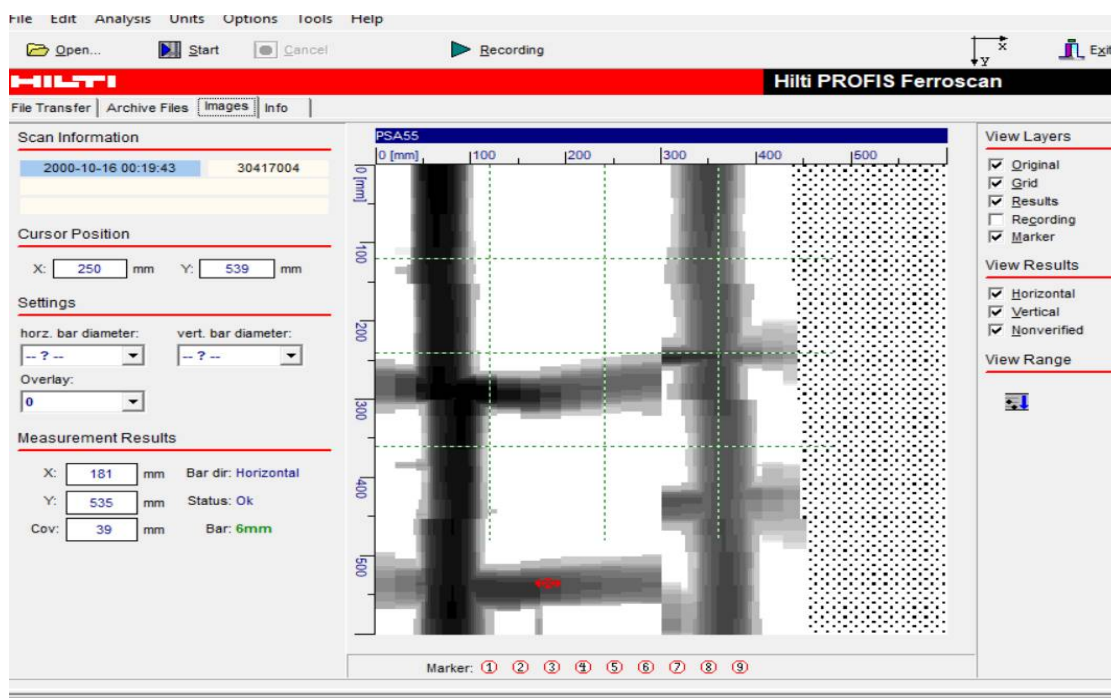 File Edit Analysis Units Options Tools Help
Open... Start Cancel Recording x y Exit
HILTI Hilti PROFIS Ferroscan
File Transfer Archive Files Images Info
Scan Information
2000-10-16 00:19:43 30417004
Cursor Position
X: 250 mm Y: 539 mm
Settings
horz. bar diameter: vert. bar diameter:
-- ? -- -- ? --
Overlay:
0
Measurement Results
X: 181 mm Bar dir: Horizontal
Y: 535 mm Status: Ok
Cov: 39 mm Bar: 6mm
PSA55
0 [mm] 100 200 300 400 500
0 [mm]
100
200
300
400
500
Marker: 1 2 3 4 5 6 7 8 9
View Layers
Original
Grid
Results
Recording
Marker
View Results
Horizontal
Vertical
Nonverified
View Range